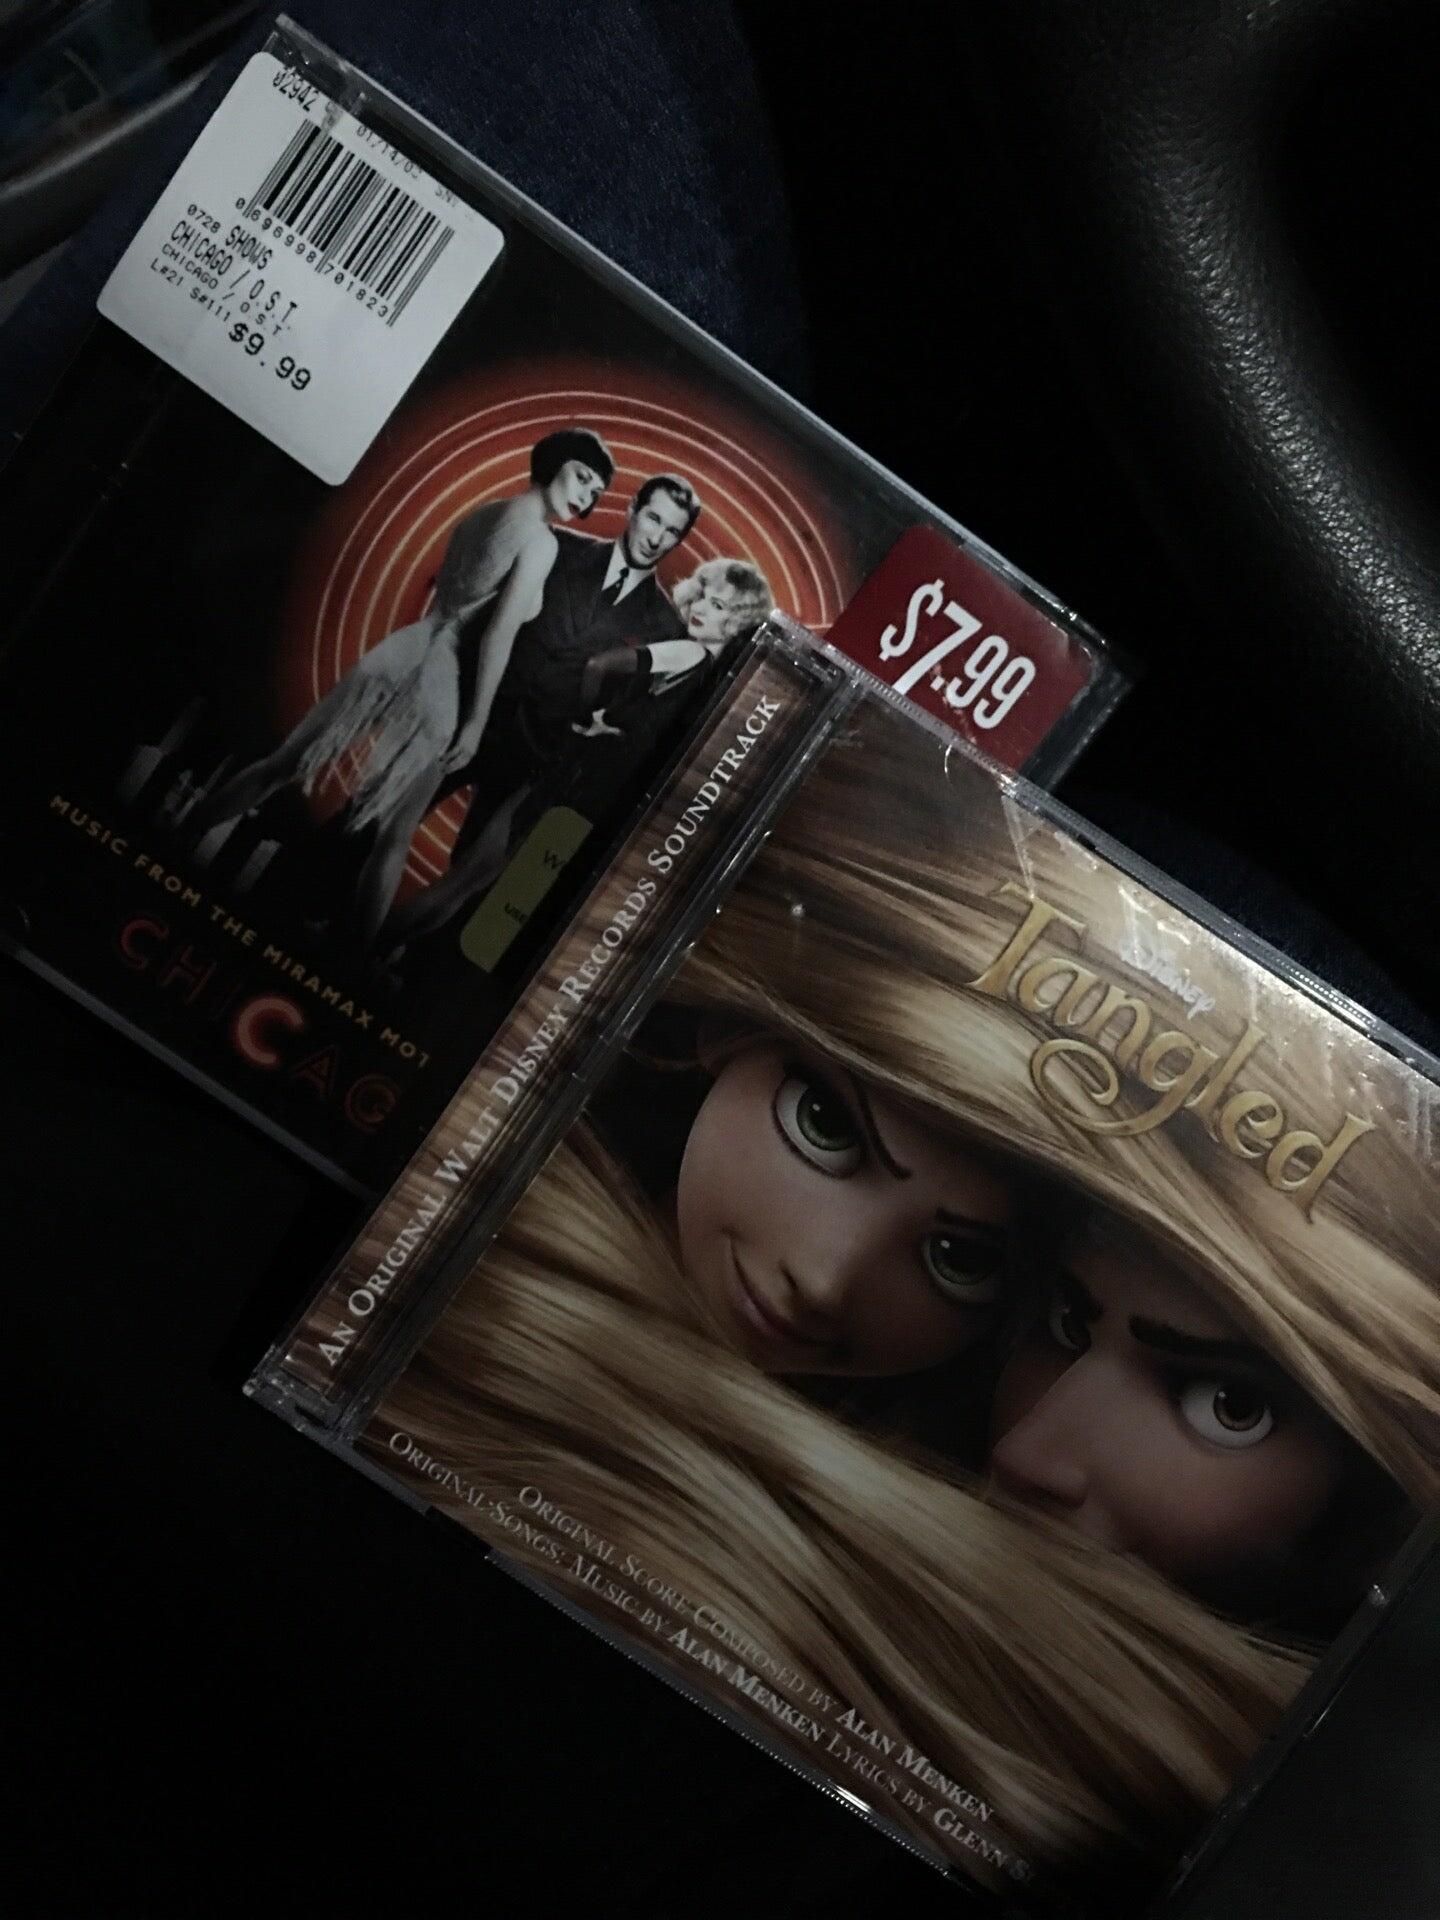 02942
01/14/03
0 696998 701823
0728 SHOWS
CHICAGO / O.S.T.
CHICAGO / O.S.T
L#21 S#111
$9.99
$7.99
MUSIC FROM THE MIRAMAX MOT
CHICAG
W
USE
AN ORIGINAL WALT DISNEY RECORDS SOUNDTRACK
DISNEY
Tangled
ORIGINAL SCORE COMPOSED BY ALAN MENKEN
ORIGINAL SONGS: MUSIC BY ALAN MENKEN LYRICS BY GLENN S